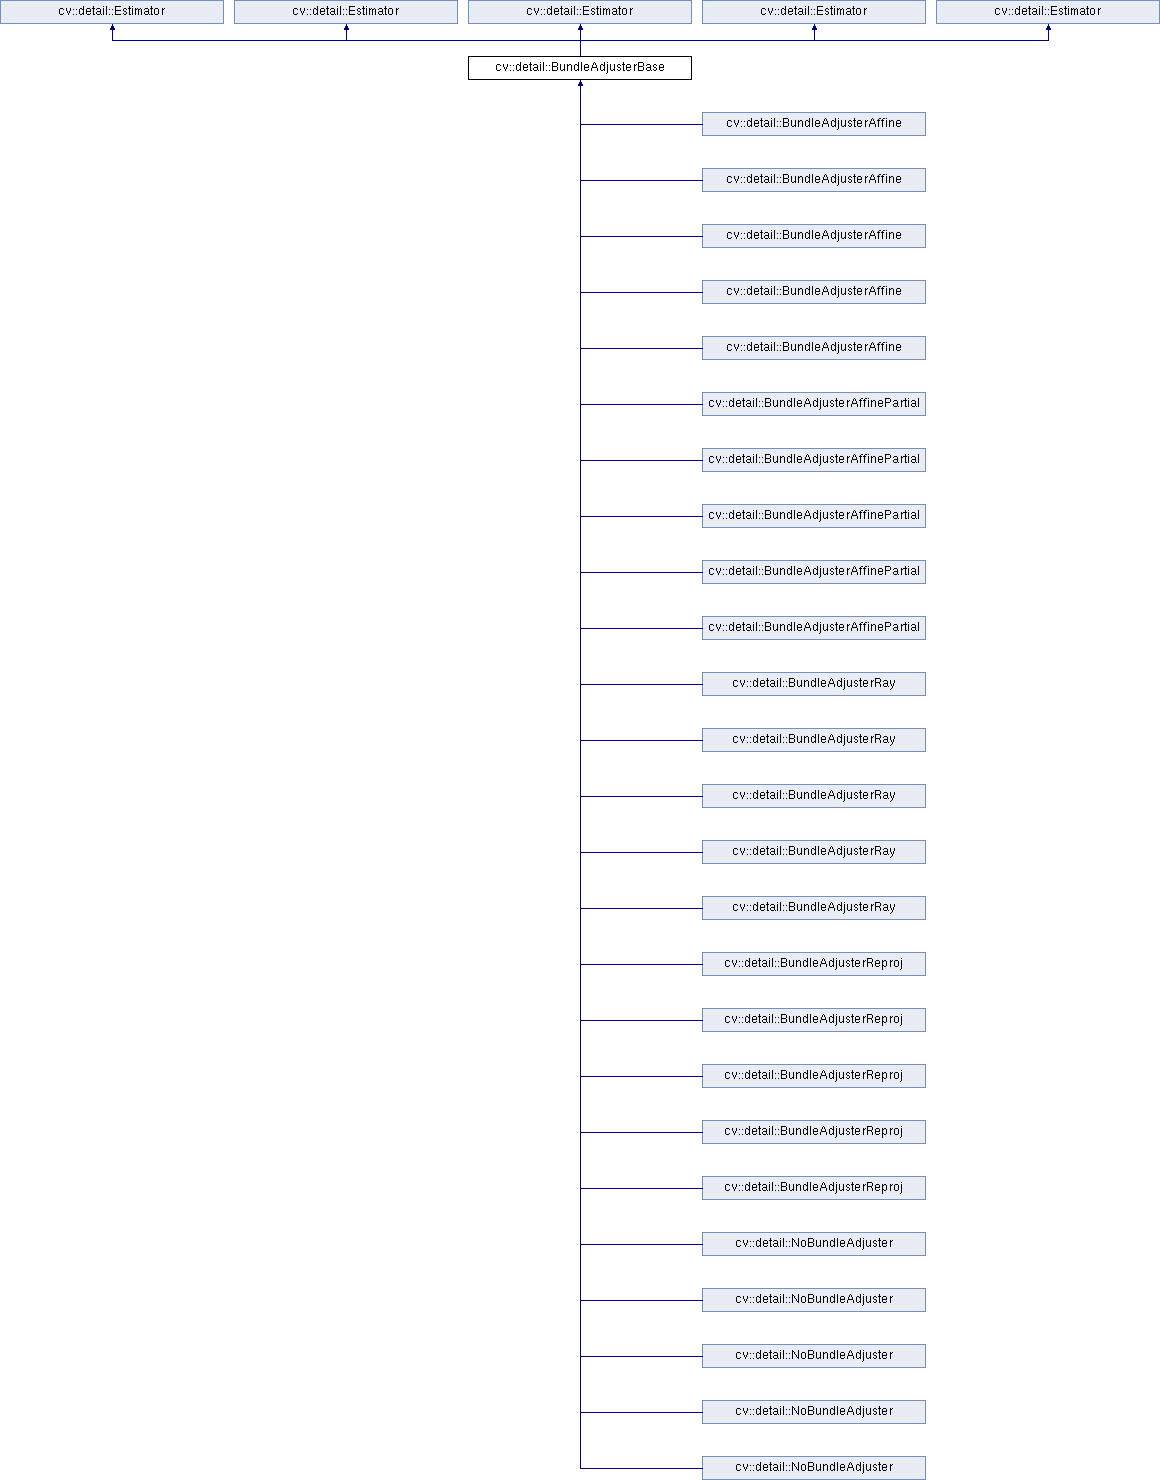 cv::detail::Estimator cv::detail::Estimator cv::detail::Estimator cv::detail::Estimator cv::detail::Estimator
cv::detail::BundleAdjusterBase
cv::detail::BundleAdjusterAffine
cv::detail::BundleAdjusterAffine
cv::detail::BundleAdjusterAffine
cv::detail::BundleAdjusterAffine
cv::detail::BundleAdjusterAffine
cv::detail::BundleAdjusterAffinePartial
cv::detail::BundleAdjusterAffinePartial
cv::detail::BundleAdjusterAffinePartial
cv::detail::BundleAdjusterAffinePartial
cv::detail::BundleAdjusterAffinePartial
cv::detail::BundleAdjusterRay
cv::detail::BundleAdjusterRay
cv::detail::BundleAdjusterRay
cv::detail::BundleAdjusterRay
cv::detail::BundleAdjusterRay
cv::detail::BundleAdjusterReproj
cv::detail::BundleAdjusterReproj
cv::detail::BundleAdjusterReproj
cv::detail::BundleAdjusterReproj
cv::detail::BundleAdjusterReproj
cv::detail::NoBundleAdjuster
cv::detail::NoBundleAdjuster
cv::detail::NoBundleAdjuster
cv::detail::NoBundleAdjuster
cv::detail::NoBundleAdjuster